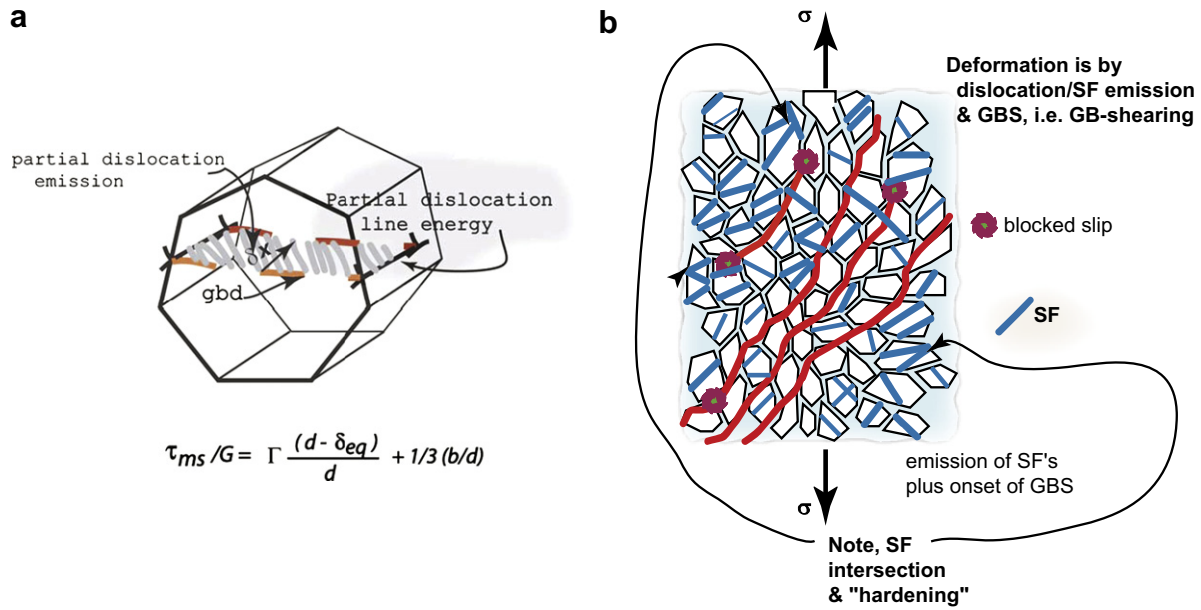 a
partial dislocation
emission
Partial dislocation
line energy
δx
gbd
τms /G = Γ (d - δeq) / d + 1/3 (b/d)
b
σ
Deformation is by
dislocation/SF emission
& GBS, i.e. GB-shearing
blocked slip
SF
emission of SF's
plus onset of GBS
σ
Note, SF
intersection
& "hardening"